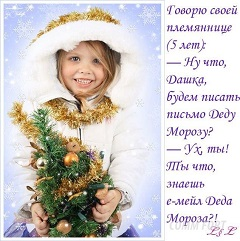 Говорю своей
племяннице
(5 лет):
— Ну что,
Дашка,
будем писать
письмо Деду
Морозу?
— Ух, ты!
Ты что,
знаешь
е-мейл Деда
Мороза?!